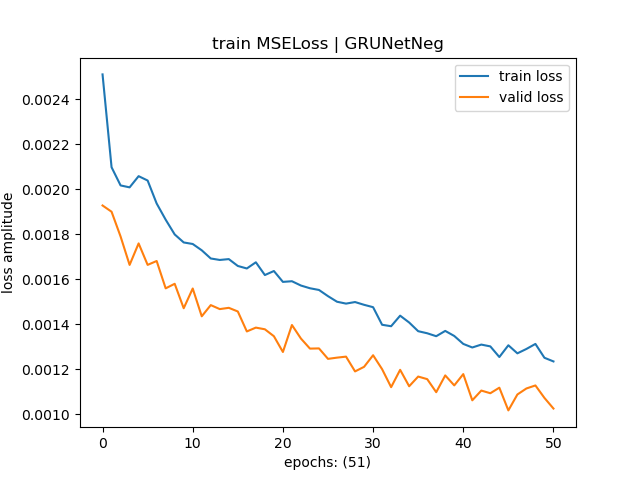 train MSELoss | GRUNetNeg
train loss
valid loss
loss amplitude
0.0024
0.0022
0.0020
0.0018
0.0016
0.0014
0.0012
0.0010
0
10
20
30
40
50
epochs: (51)